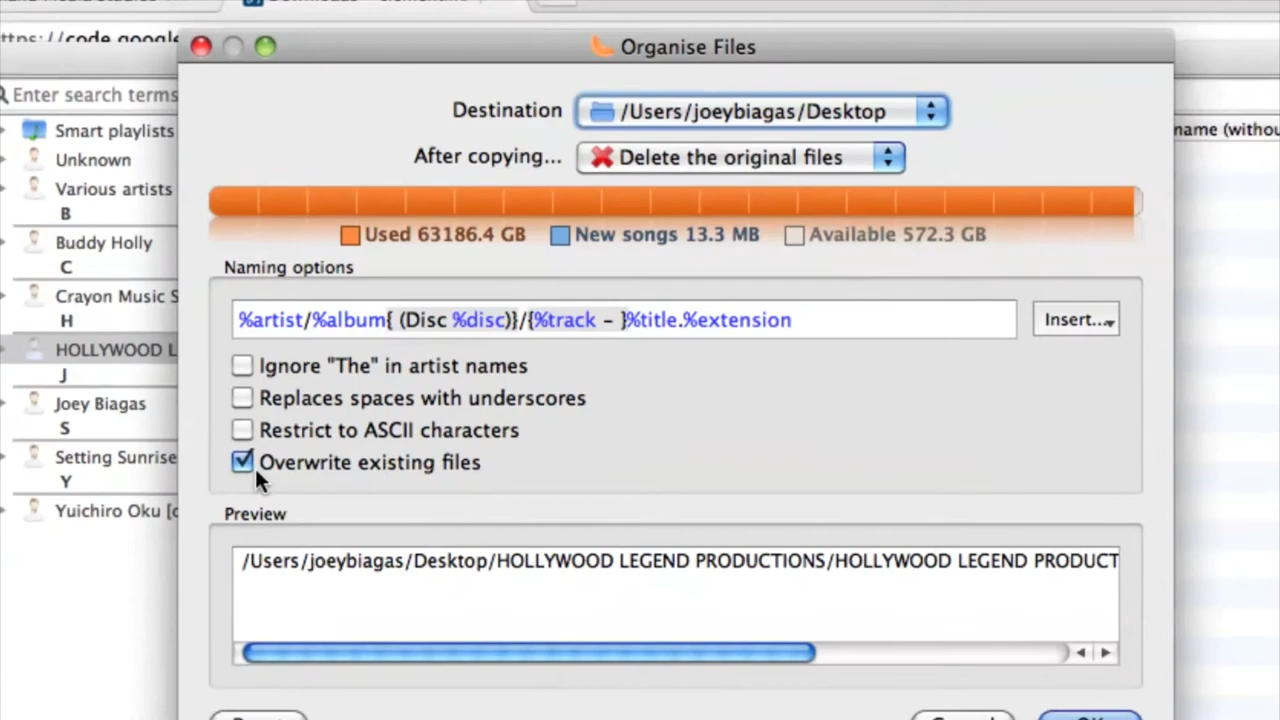 Organise Files
https://code.google
Enter search terms
Destination /Users/joeybiagas/Desktop
After copying... Delete the original files
Smart playlists
Unknown
Various artists
B
Buddy Holly
C
Crayon Music S
H
HOLLYWOOD L
J
Joey Biagas
S
Setting Sunrise
Y
Yuichiro Oku [c
Used 63186.4 GB New songs 13.3 MB Available 572.3 GB
Naming options
%artist/%album{ (Disc %disc)}/{%track - }%title.%extension
Insert...
Ignore "The" in artist names
Replaces spaces with underscores
Restrict to ASCII characters
Overwrite existing files
Preview
/Users/joeybiagas/Desktop/HOLLYWOOD LEGEND PRODUCTIONS/HOLLYWOOD LEGEND PRODUCT
name (withou